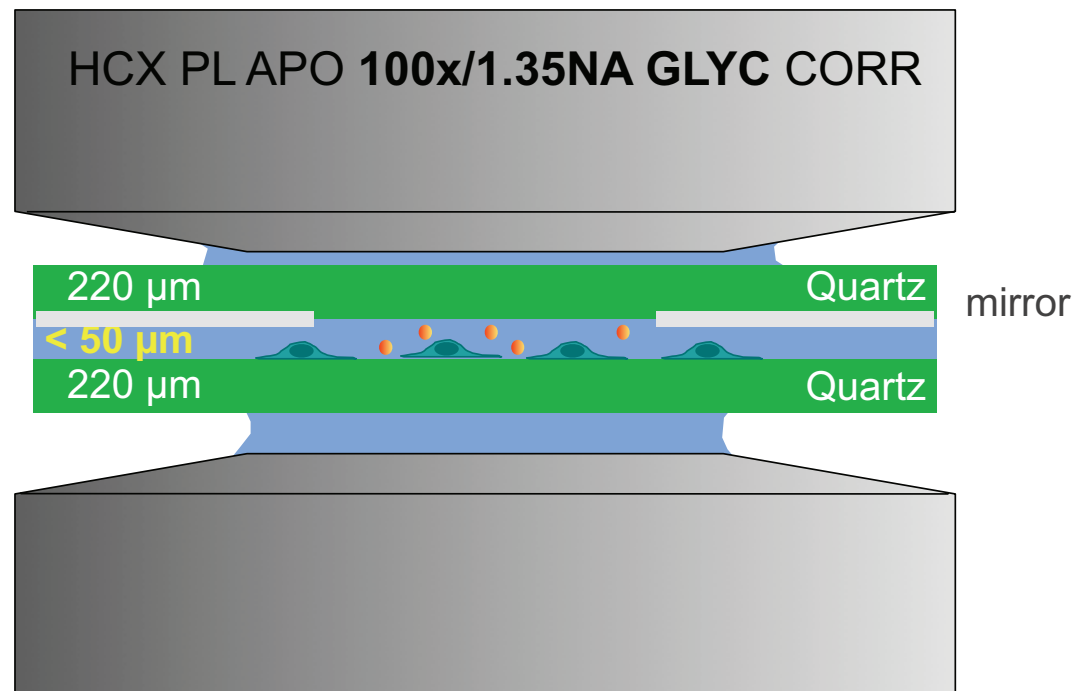 HCX PL APO 100x/1.35NA GLYC CORR
220 µm Quartz
mirror
< 50 µm
220 µm Quartz